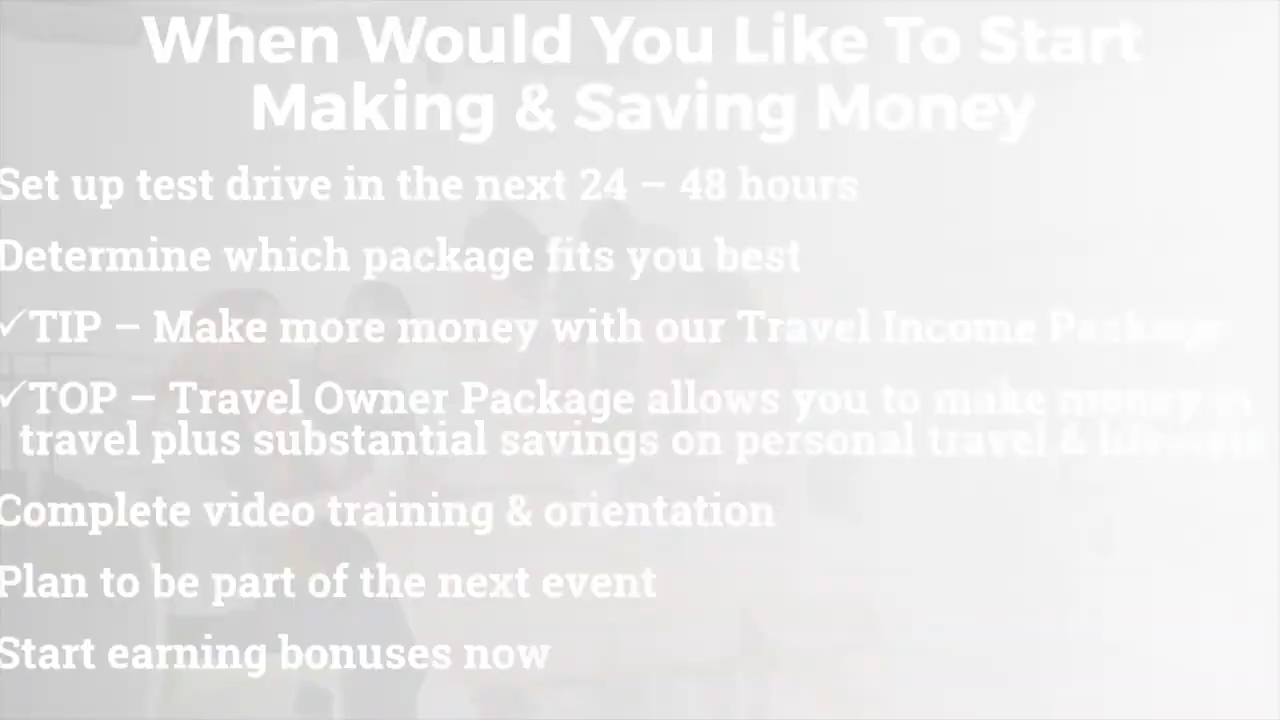 When Would You Like To Start
Making & Saving Money
Set up test drive in the next 24 – 48 hours
Determine which package fits you best
✓TIP – Make more money with our Travel Income Package
✓TOP – Travel Owner Package allows you to make money in
travel plus substantial savings on personal travel &
Complete video training & orientation
Plan to be part of the next event
Start earning bonuses now